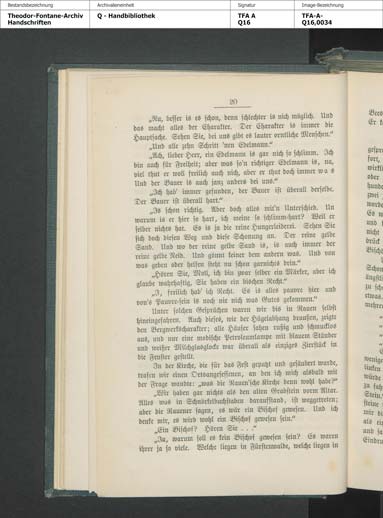 Bestandsbezeichnung
Theodor-Fontane-Archiv
Handschriften
Archivalieneinheit
Q - Handbibliothek
Signatur
TFA A
Q16
Image-Bezeichnung
TFA-A-
Q16,0034
20
„Na, besser is es schon, denn schlechter is nich möglich. Und
das macht alles der Charakter. Der Charakter is immer die
Hauptsache. Sehen Sie, bei uns gibt es lauter orntliche Menschen."
„Und alle zehn Schritt 'nen Edelmann."
„Ach, lieber Herr, ein Edelmann is gar nich so schlimm. Ich
bin auch für Freiheit; aber was so'n richtiger Edelmann is, na,
viel thut er woll freilich auch nich, aber er thut doch immer was
Und der Bauer is auch janz anders bei uns."
„Ich hab' immer gefunden, der Bauer ist überall derselbe.
Der Bauer ist überall hart."
„Is schon richtig. Aber doch alles mit'n Unterschied. Un
warum is er hier so hart, ich meine so schlimm-hart? Weil er
selber nichts hat. Es is ja die reine Hungerleiderei. Sehen Sie
sich doch diesen Weg und diese Schonung an. Der reine gelbe
Sand. Und wo der reine gelbe Sand is, is auch immer der
reine gelbe Neid. Und gönnt keiner dem andern was. Und von
was geben oder helfen steht nu schon garnichts drin."
„Hören Sie, Moll, ich bin zwar selber ein Märker, aber ich
glaube wahrhaftig, Sie haben ein bischen Recht."
„I, freilich hab' ich Recht. Es is alles pauvre hier und
von's Pauvre-sein is noch nie nich was Gutes gekommen."
Unter solchen Gesprächen waren wir bis in Rauen selbst
hineingefahren. Auch dieses, wie der Hügelabhang draußen, zeigte
den Bergwerkscharakter; alle Häuser sahen rußig und schmucklos
aus, und nur eine modische Petroleumlampe mit blauem Ständer
und weißer Milchglasglocke war überall als einziges Zierstück in
die Fenster gestellt.
In der Kirche, die für das Fest geputzt und gesäubert wurde,
trafen wir einen Ortsangesessenen, an den ich mich alsbald mit
der Frage wandte: „was die Rauen'sche Kirche denn wohl habe?"
„Wir haben gar nichts als den alten Grabstein vorm Altar.
Alles was in Schnörkelbuchstaben daraufstand, ist weggetreten;
aber die Rauener sagen, es wär ein Bischof gewesen. Und ich
denke mir, es wird wohl ein Bischof gewesen sein."
„Ein Bischof? Hören Sie . . ."
„Ja, warum soll es kein Bischof gewesen sein? Es waren
ihrer ja so viele. Welche liegen in Fürstenwalde, welche liegen in